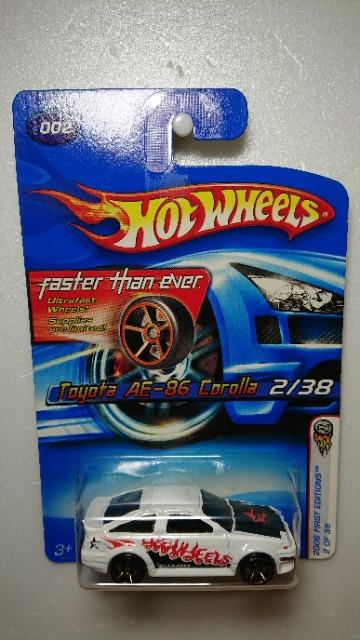 002
HOT WHEELS ®
faster than ever
Ultrafast
Wheels!
Supplies
are limited!
Toyota AE-86 Corolla 2/38
2006 FIRST EDITIONS™
2 OF 38
3+
HOT WHEELS